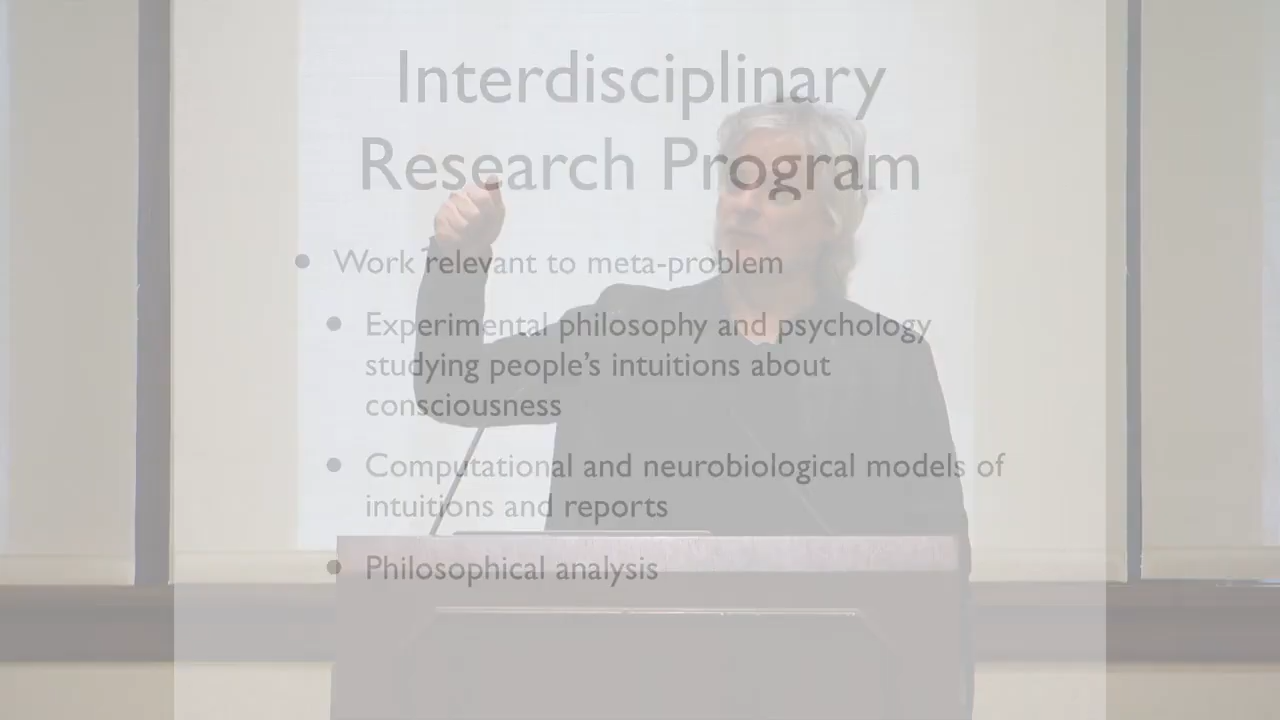 Interdisciplinary
Research Program
• Work relevant to meta-problem
• Experimental philosophy and psychology
studying people’s intuitions about
consciousness
• Computational and neurobiological models of
intuitions and reports
• Philosophical analysis